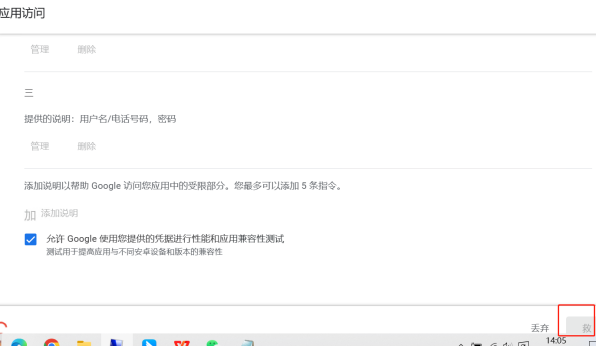 应用访问
管理 删除
三
提供的说明：用户名/电话号码，密码
管理 删除
添加说明以帮助 Google 访问您应用中的受限部分。您最多可以添加 5 条指令。
加 添加说明
允许 Google 使用您提供的凭据进行性能和应用兼容性测试
测试用于提高应用与不同安卓设备和版本的兼容性
丢弃 救
14:05